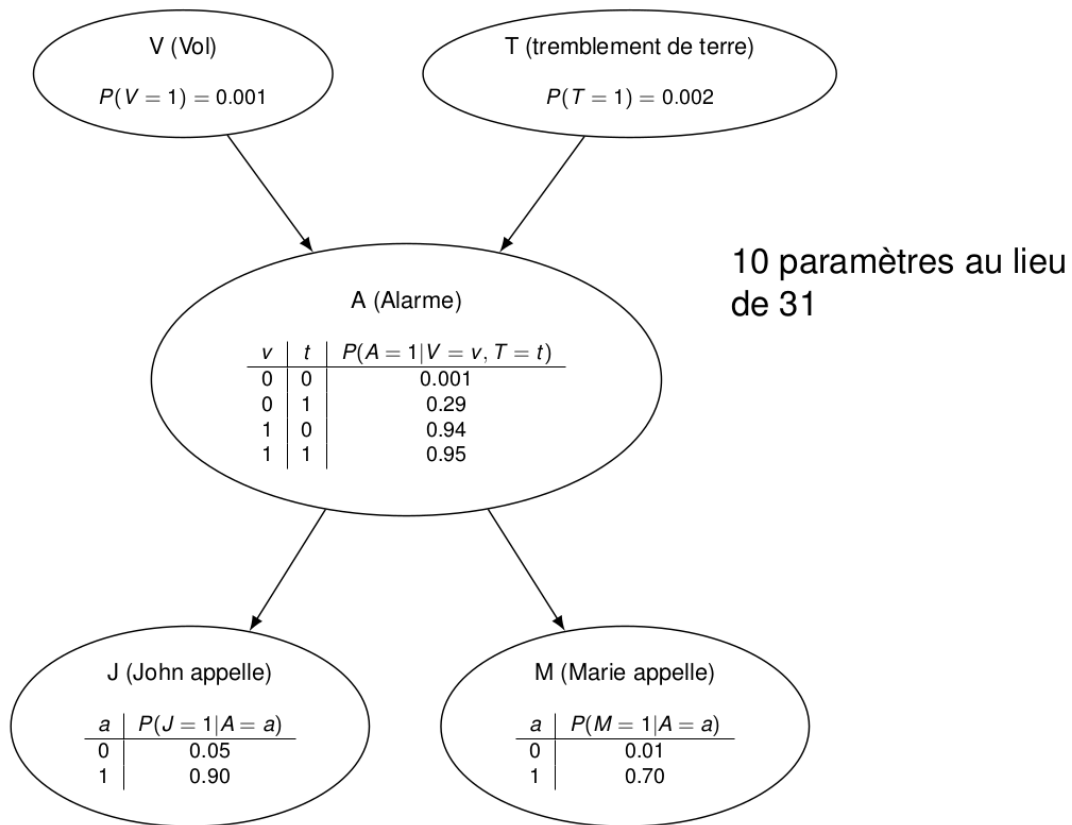 V (Vol)
P(V = 1) = 0.001
T (tremblement de terre)
P(T = 1) = 0.002
10 paramètres au lieu
de 31
A (Alarme)
v t P(A = 1|V = v, T = t)
0 0 0.001
0 1 0.29
1 0 0.94
1 1 0.95
J (John appelle)
a P(J = 1|A = a)
0 0.05
1 0.90
M (Marie appelle)
a P(M = 1|A = a)
0 0.01
1 0.70